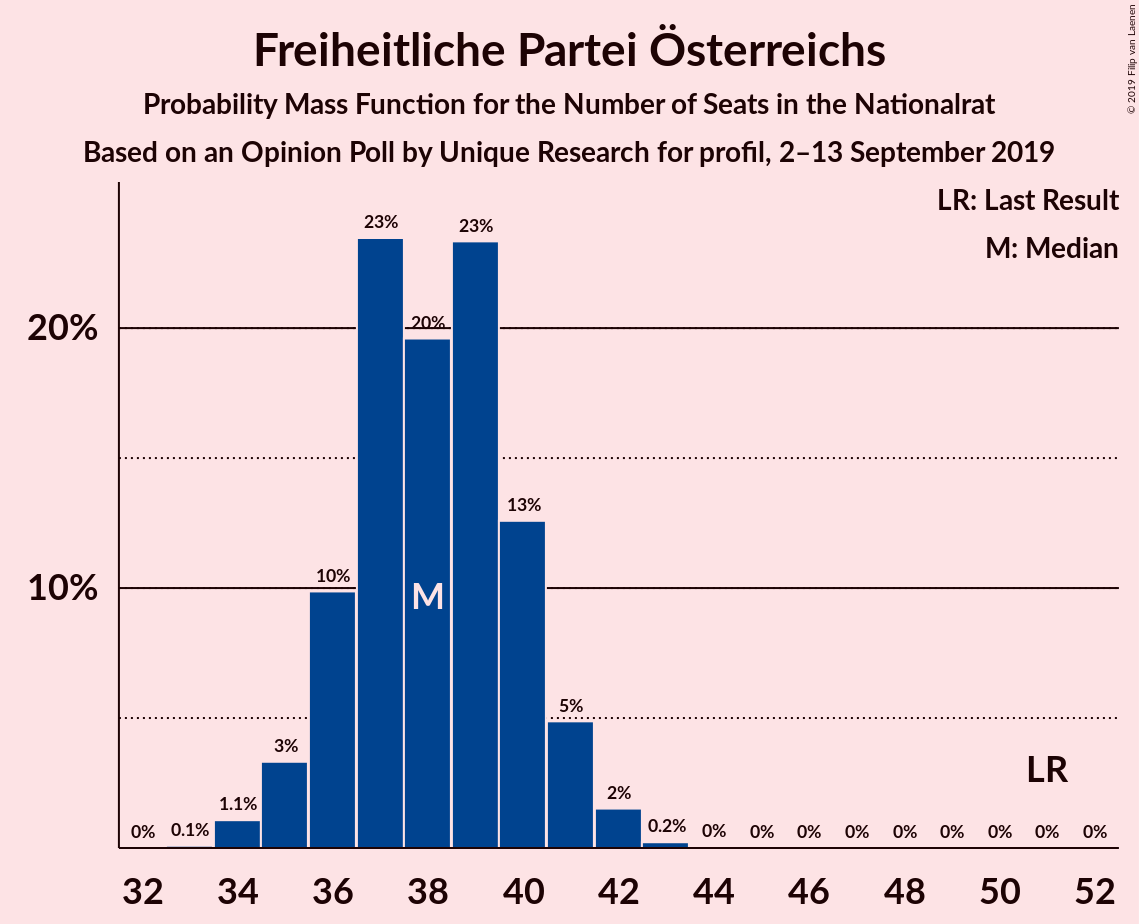 Freiheitliche Partei Österreichs
Probability Mass Function for the Number of Seats in the Nationalrat
Based on an Opinion Poll by Unique Research for profil, 2–13 September 2019
© 2019 Filip van Laenen
LR: Last Result
M: Median
20%
10%
0%
0.1%
1.1%
3%
10%
23%
20%
23%
13%
5%
2%
0.2%
0%
0%
0%
0%
0%
0%
0%
0%
0%
M
LR
32 34 36 38 40 42 44 46 48 50 52